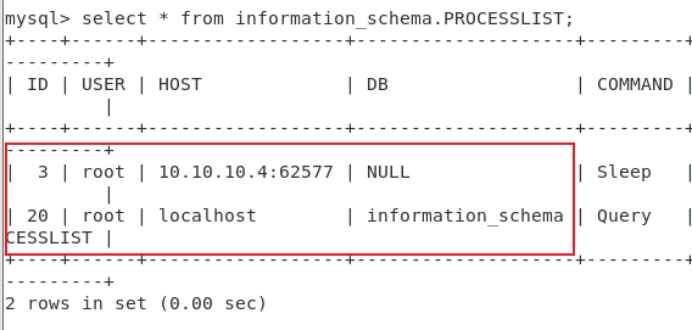 mysql> select * from information_schema.PROCESSLIST;
+----+------+------------------+--------------------+---------+
---------+
| ID | USER | HOST             | DB                 | COMMAND |
         |
+----+------+------------------+--------------------+---------+
---------+
|  3 | root | 10.10.10.4:62577 | NULL               | Sleep   |
         |
| 20 | root | localhost        | information_schema | Query   |
CESSLIST |
+----+------+------------------+--------------------+---------+
---------+
2 rows in set (0.00 sec)